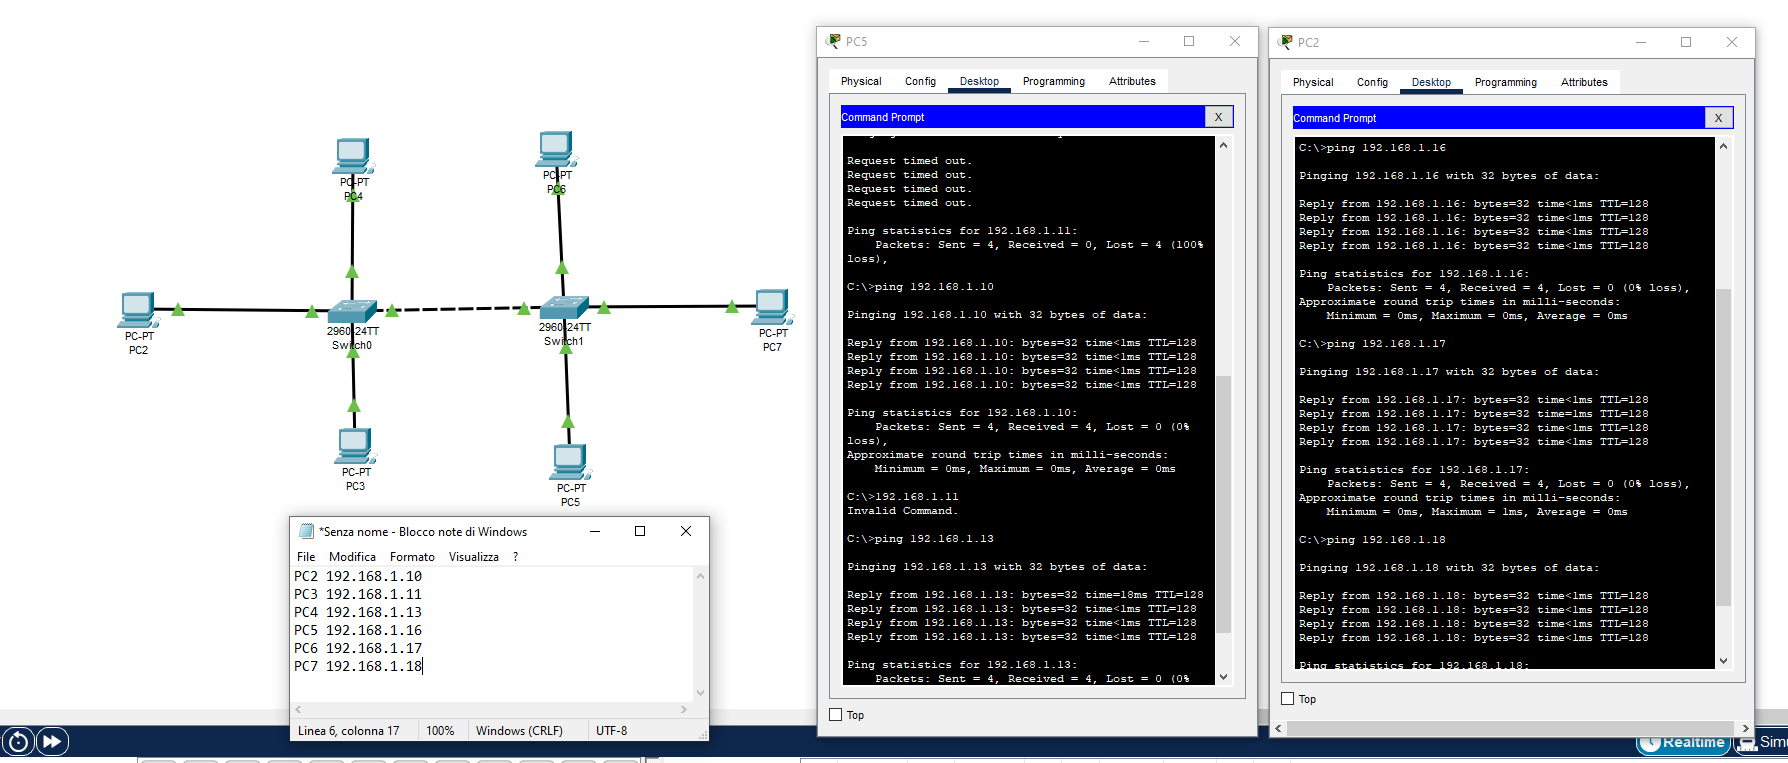 PC-PT
PC4
PC-PT
PC6
PC-PT
PC2
2960-24TT
Switch0
2960-24TT
Switch1
PC-PT
PC7
PC-PT
PC3
PC-PT
PC5
*Senza nome - Blocco note di Windows
File Modifica Formato Visualizza ?
PC2 192.168.1.10
PC3 192.168.1.11
PC4 192.168.1.13
PC5 192.168.1.16
PC6 192.168.1.17
PC7 192.168.1.18
Linea 6, colonna 17 100% Windows (CRLF) UTF-8
PC5
Physical Config Desktop Programming Attributes
Command Prompt X
Request timed out.
Request timed out.
Request timed out.
Request timed out.
Ping statistics for 192.168.1.11:
Packets: Sent = 4, Received = 0, Lost = 4 (100%
loss),
C:\>ping 192.168.1.10
Pinging 192.168.1.10 with 32 bytes of data:
Reply from 192.168.1.10: bytes=32 time<1ms TTL=128
Reply from 192.168.1.10: bytes=32 time<1ms TTL=128
Reply from 192.168.1.10: bytes=32 time<1ms TTL=128
Reply from 192.168.1.10: bytes=32 time<1ms TTL=128
Ping statistics for 192.168.1.10:
Packets: Sent = 4, Received = 4, Lost = 0 (0%
loss),
Approximate round trip times in milli-seconds:
Minimum = 0ms, Maximum = 0ms, Average = 0ms
C:\>192.168.1.11
Invalid Command.
C:\>ping 192.168.1.13
Pinging 192.168.1.13 with 32 bytes of data:
Reply from 192.168.1.13: bytes=32 time=18ms TTL=128
Reply from 192.168.1.13: bytes=32 time<1ms TTL=128
Reply from 192.168.1.13: bytes=32 time<1ms TTL=128
Reply from 192.168.1.13: bytes=32 time<1ms TTL=128
Ping statistics for 192.168.1.13:
Packets: Sent = 4, Received = 4, Lost = 0 (0%
Top
PC2
Physical Config Desktop Programming Attributes
Command Prompt X
C:\>ping 192.168.1.16
Pinging 192.168.1.16 with 32 bytes of data:
Reply from 192.168.1.16: bytes=32 time<1ms TTL=128
Reply from 192.168.1.16: bytes=32 time<1ms TTL=128
Reply from 192.168.1.16: bytes=32 time<1ms TTL=128
Reply from 192.168.1.16: bytes=32 time<1ms TTL=128
Ping statistics for 192.168.1.16:
Packets: Sent = 4, Received = 4, Lost = 0 (0% loss),
Approximate round trip times in milli-seconds:
Minimum = 0ms, Maximum = 0ms, Average = 0ms
C:\>ping 192.168.1.17
Pinging 192.168.1.17 with 32 bytes of data:
Reply from 192.168.1.17: bytes=32 time<1ms TTL=128
Reply from 192.168.1.17: bytes=32 time<1ms TTL=128
Reply from 192.168.1.17: bytes=32 time<1ms TTL=128
Reply from 192.168.1.17: bytes=32 time<1ms TTL=128
Ping statistics for 192.168.1.17:
Packets: Sent = 4, Received = 4, Lost = 0 (0% loss),
Approximate round trip times in milli-seconds:
Minimum = 0ms, Maximum = 1ms, Average = 0ms
C:\>ping 192.168.1.18
Pinging 192.168.1.18 with 32 bytes of data:
Reply from 192.168.1.18: bytes=32 time<1ms TTL=128
Reply from 192.168.1.18: bytes=32 time<1ms TTL=128
Reply from 192.168.1.18: bytes=32 time<1ms TTL=128
Reply from 192.168.1.18: bytes=32 time<1ms TTL=128
Ping statistics for 192.168.1.18:
Top
Realtime Simu